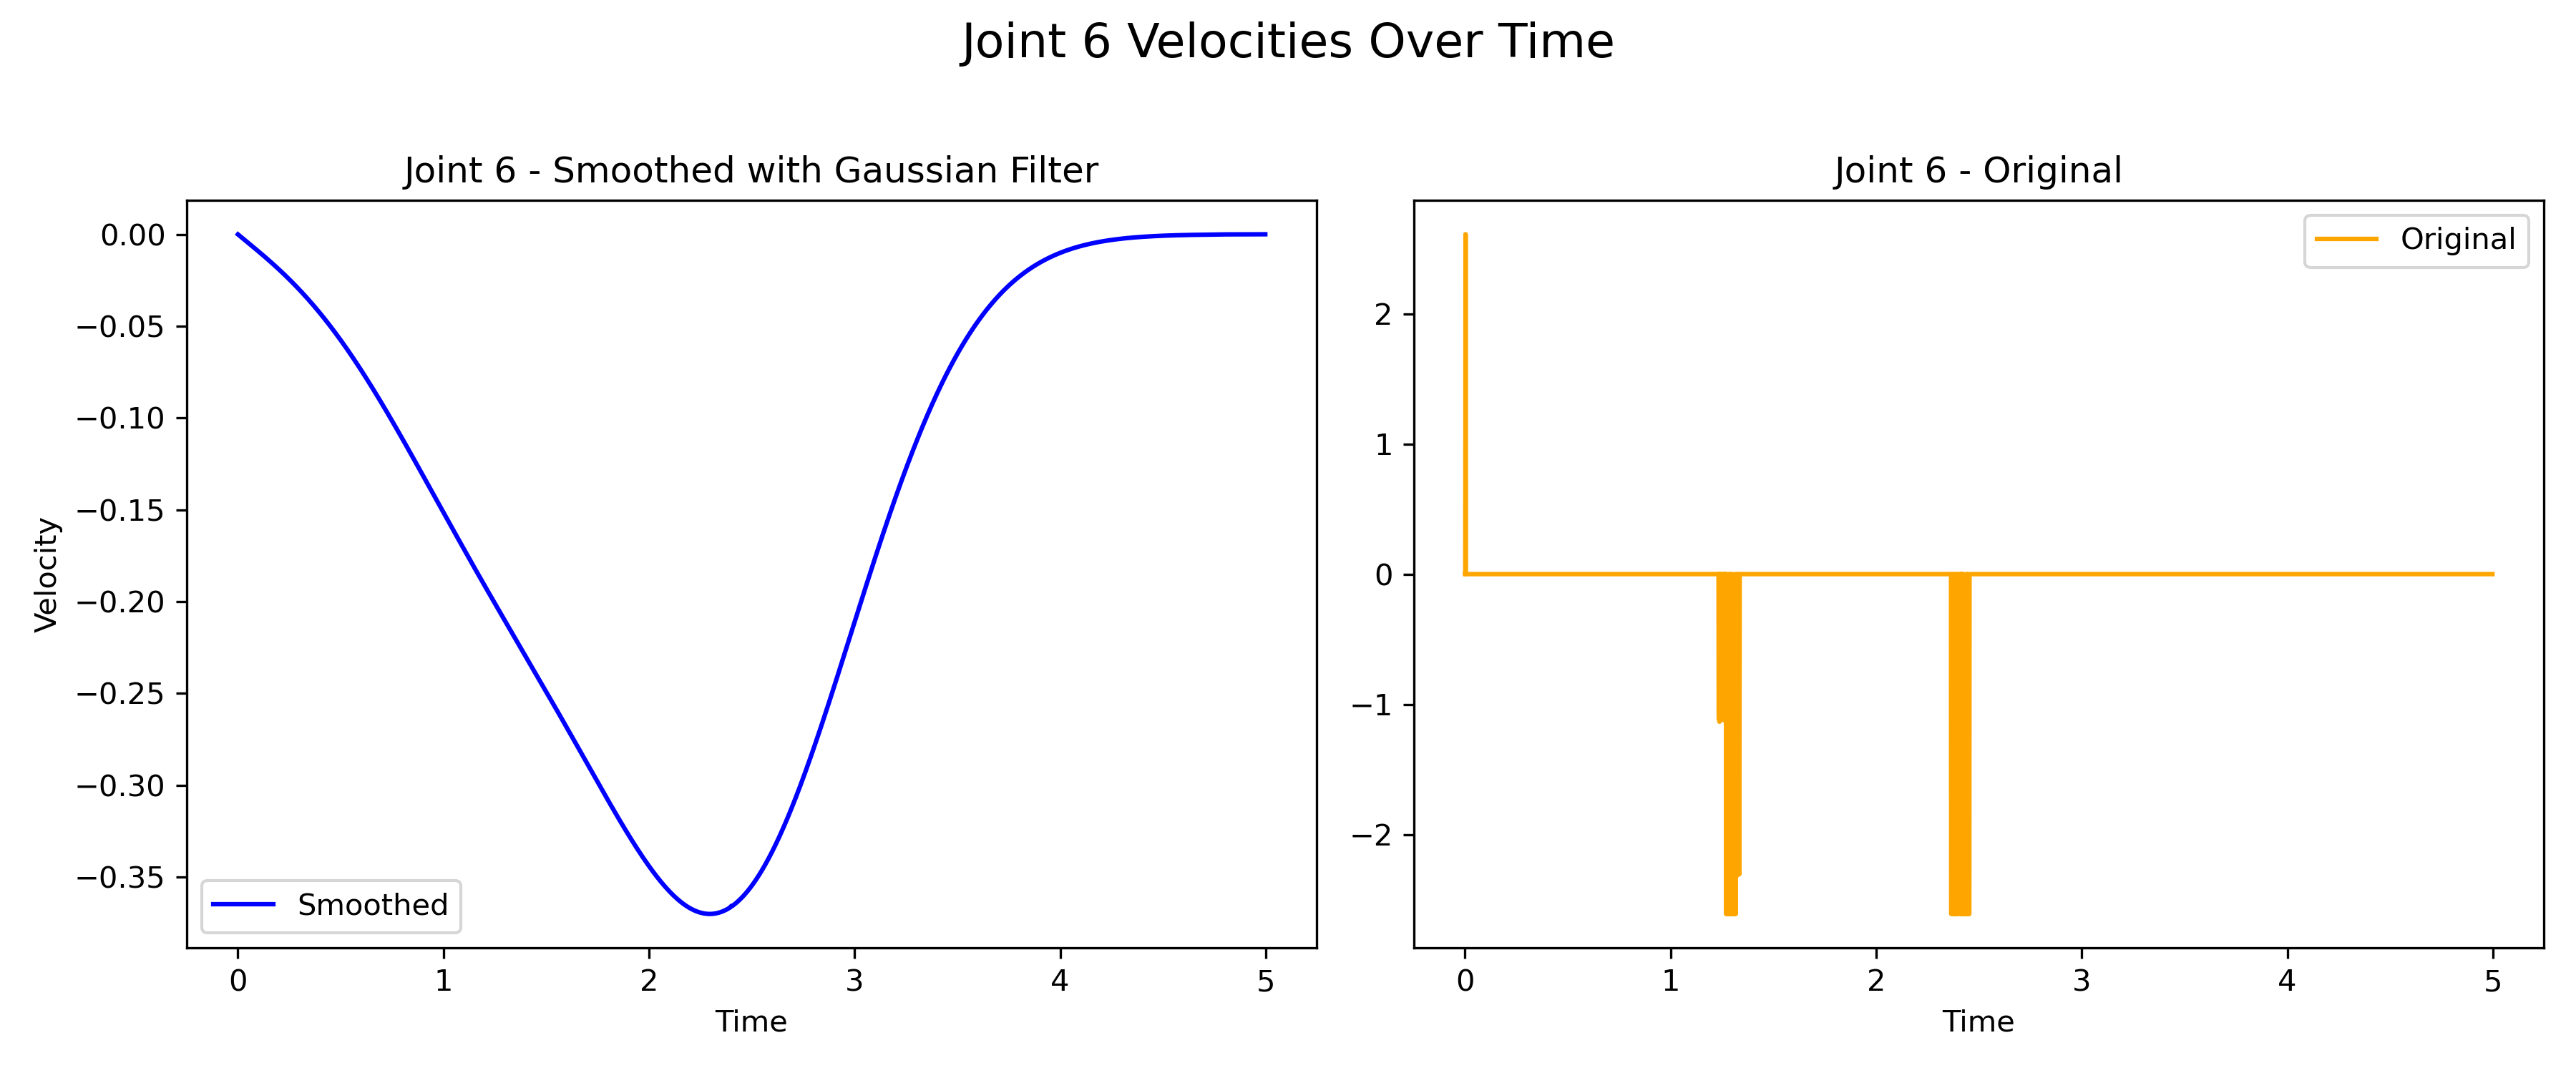 Joint 6 Velocities Over Time
Joint 6 - Smoothed with Gaussian Filter
Velocity
0.00
−0.05
−0.10
−0.15
−0.20
−0.25
−0.30
−0.35
Smoothed
0 1 2 3 4 5
Time
Joint 6 - Original
Original
2
1
0
−1
−2
0 1 2 3 4 5
Time